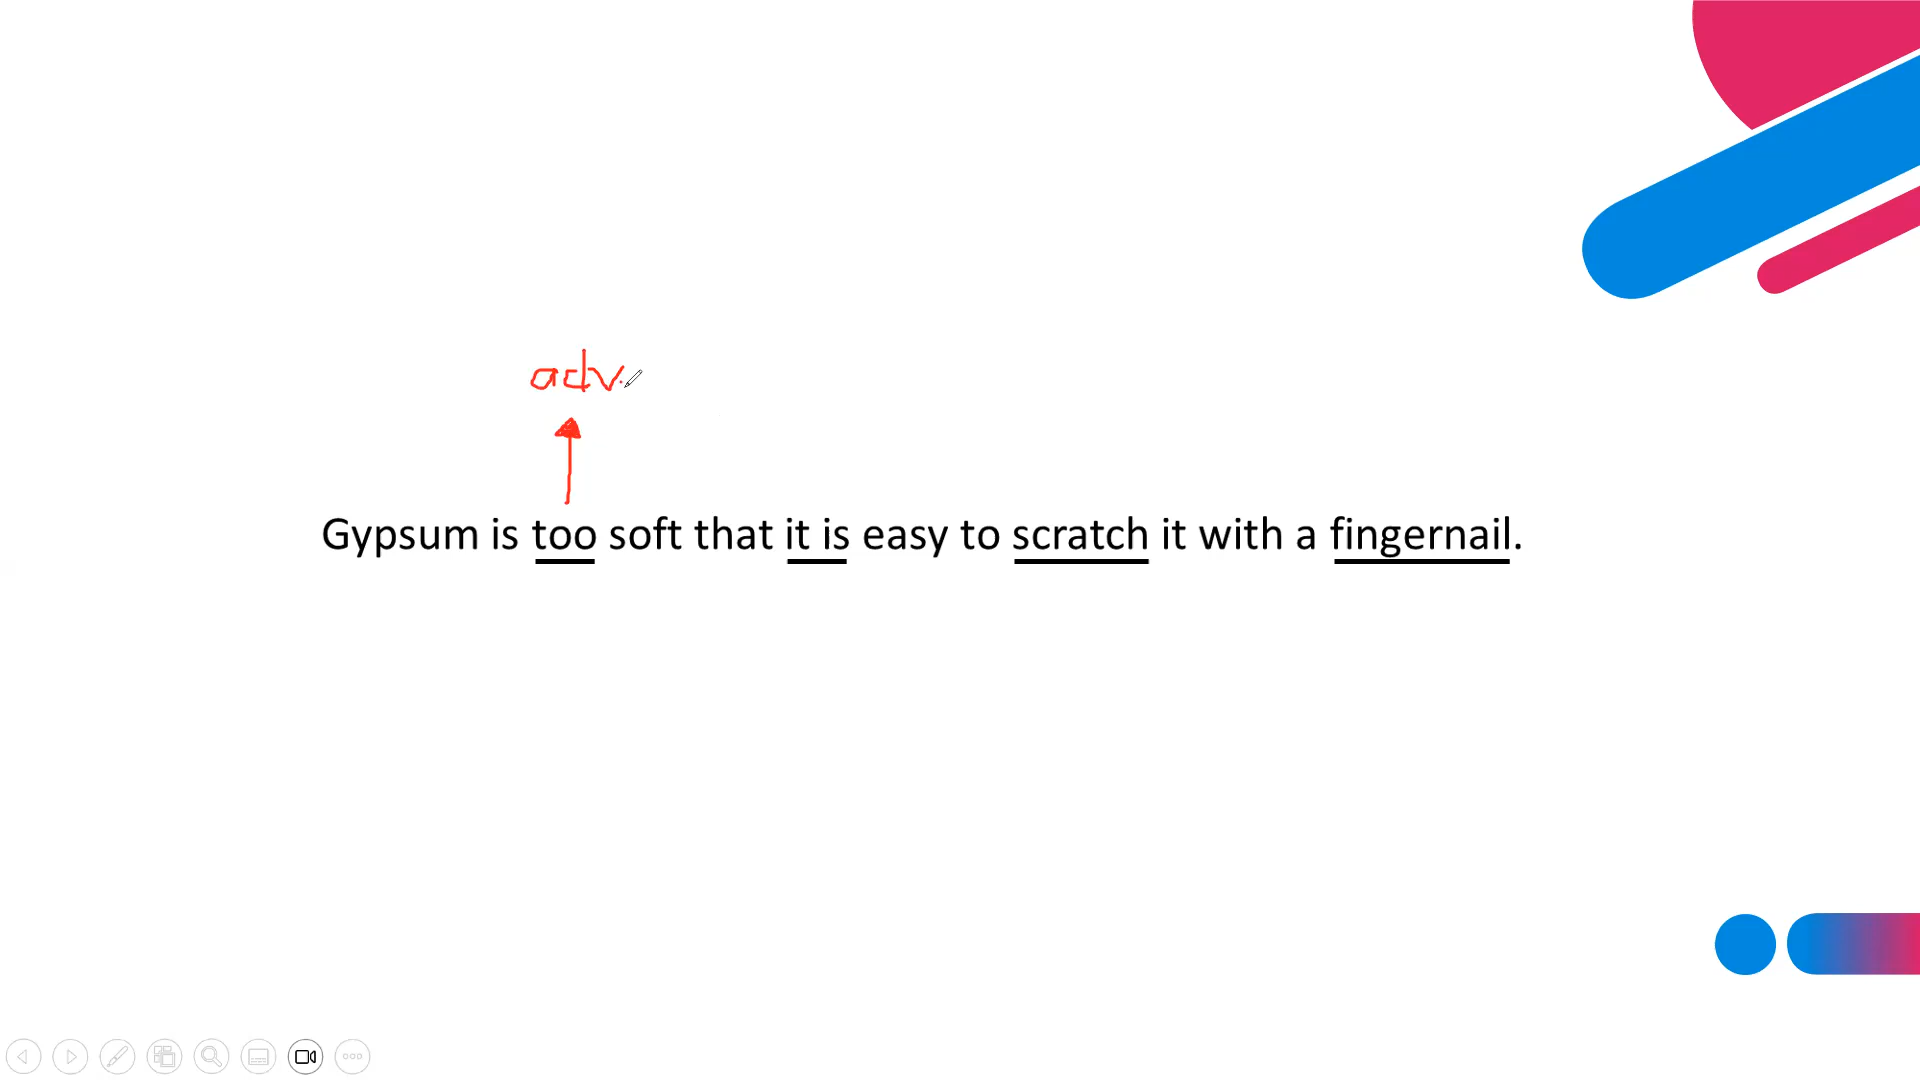 adv.
Gypsum is too soft that it is easy to scratch it with a fingernail.